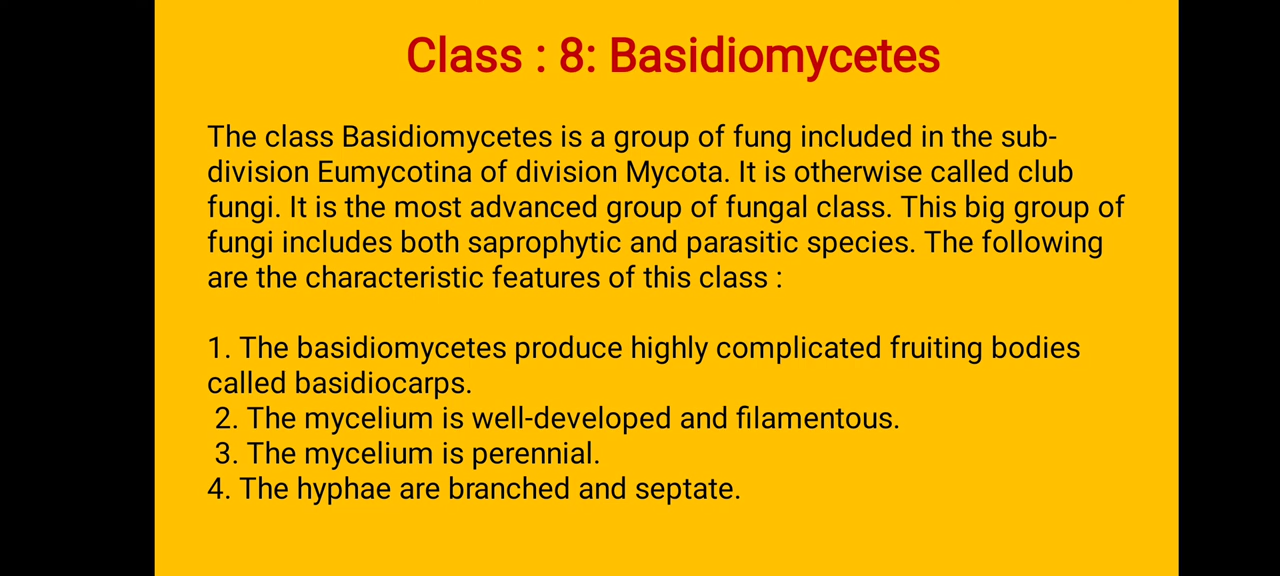 Class : 8: Basidiomycetes
The class Basidiomycetes is a group of fung included in the sub-
division Eumycotina of division Mycota. It is otherwise called club
fungi. It is the most advanced group of fungal class. This big group of
fungi includes both saprophytic and parasitic species. The following
are the characteristic features of this class :
1. The basidiomycetes produce highly complicated fruiting bodies
called basidiocarps.
2. The mycelium is well-developed and filamentous.
3. The mycelium is perennial.
4. The hyphae are branched and septate.